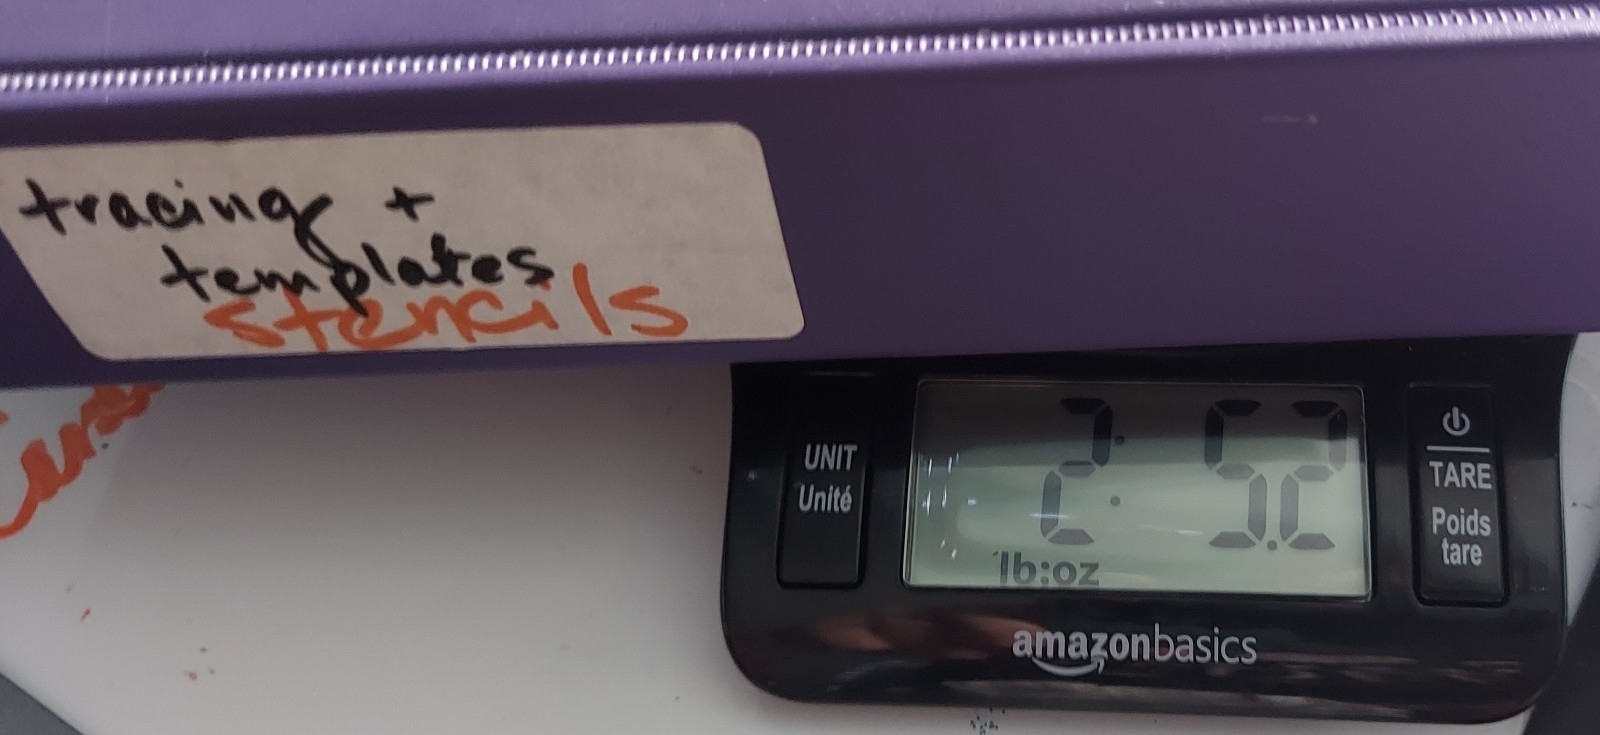 tracing +
templates
stencils
UNIT
Unité
2: 5.2
lb:oz
TARE
Poids
tare
amazonbasics